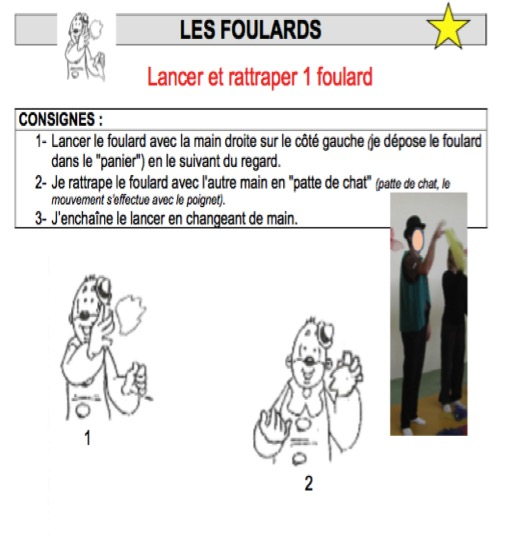 LES FOULARDS
Lancer et rattraper 1 foulard
CONSIGNES :
1- Lancer le foulard avec la main droite sur le côté gauche (je dépose le foulard
dans le "panier") en le suivant du regard.
2- Je rattrape le foulard avec l'autre main en "patte de chat" (patte de chat, le
mouvement s'effectue avec le poignet).
3- J'enchaîne le lancer en changeant de main.
1
2